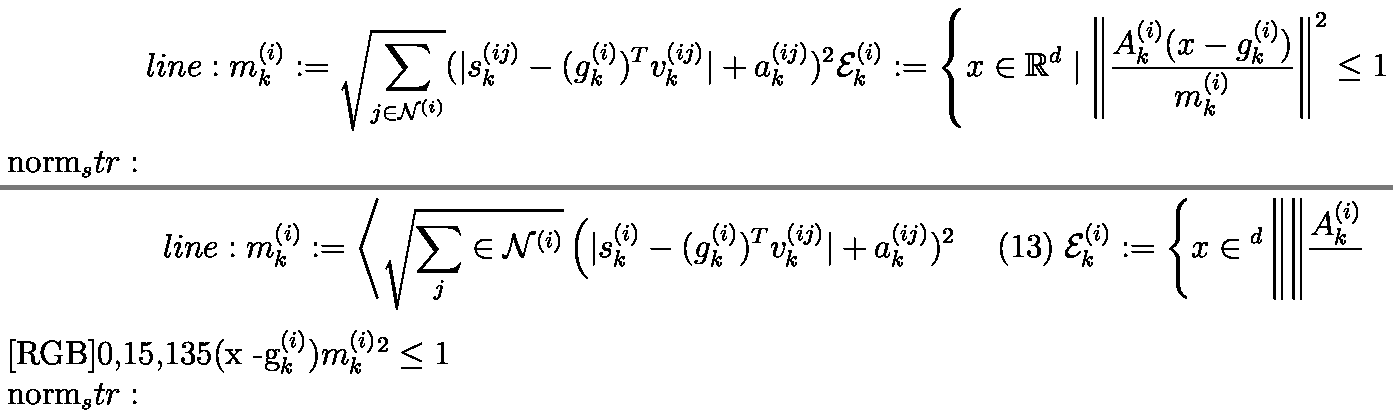 line : m_k^{(i)} := \sqrt{\sum_{j \in \mathcal{N}^{(i)}}} (|s_k^{(ij)} - (g_k^{(i)})^T v_k^{(ij)}| + a_k^{(ij)})^2 \mathcal{E}_k^{(i)} := \left\{ x \in \mathbb{R}^d \mid \left\| \frac{A_k^{(i)}(x - g_k^{(i)})}{m_k^{(i)}} \right\|^2 \leq 1
norm_s tr :
line : m_k^{(i)} := \langle \sqrt{\sum_j \in \mathcal{N}^{(i)}} \left( |s_k^{(i)} - (g_k^{(i)})^T v_k^{(ij)}| + a_k^{(ij)})^2 \quad (13) \mathcal{E}_k^{(i)} := \left\{ x \in {}^d \left\| \left\| \frac{A_k^{(i)}}{}
[RGB]0,15,135(x -g_k^{(i)})m_k^{(i)2} \leq 1
norm_s tr :